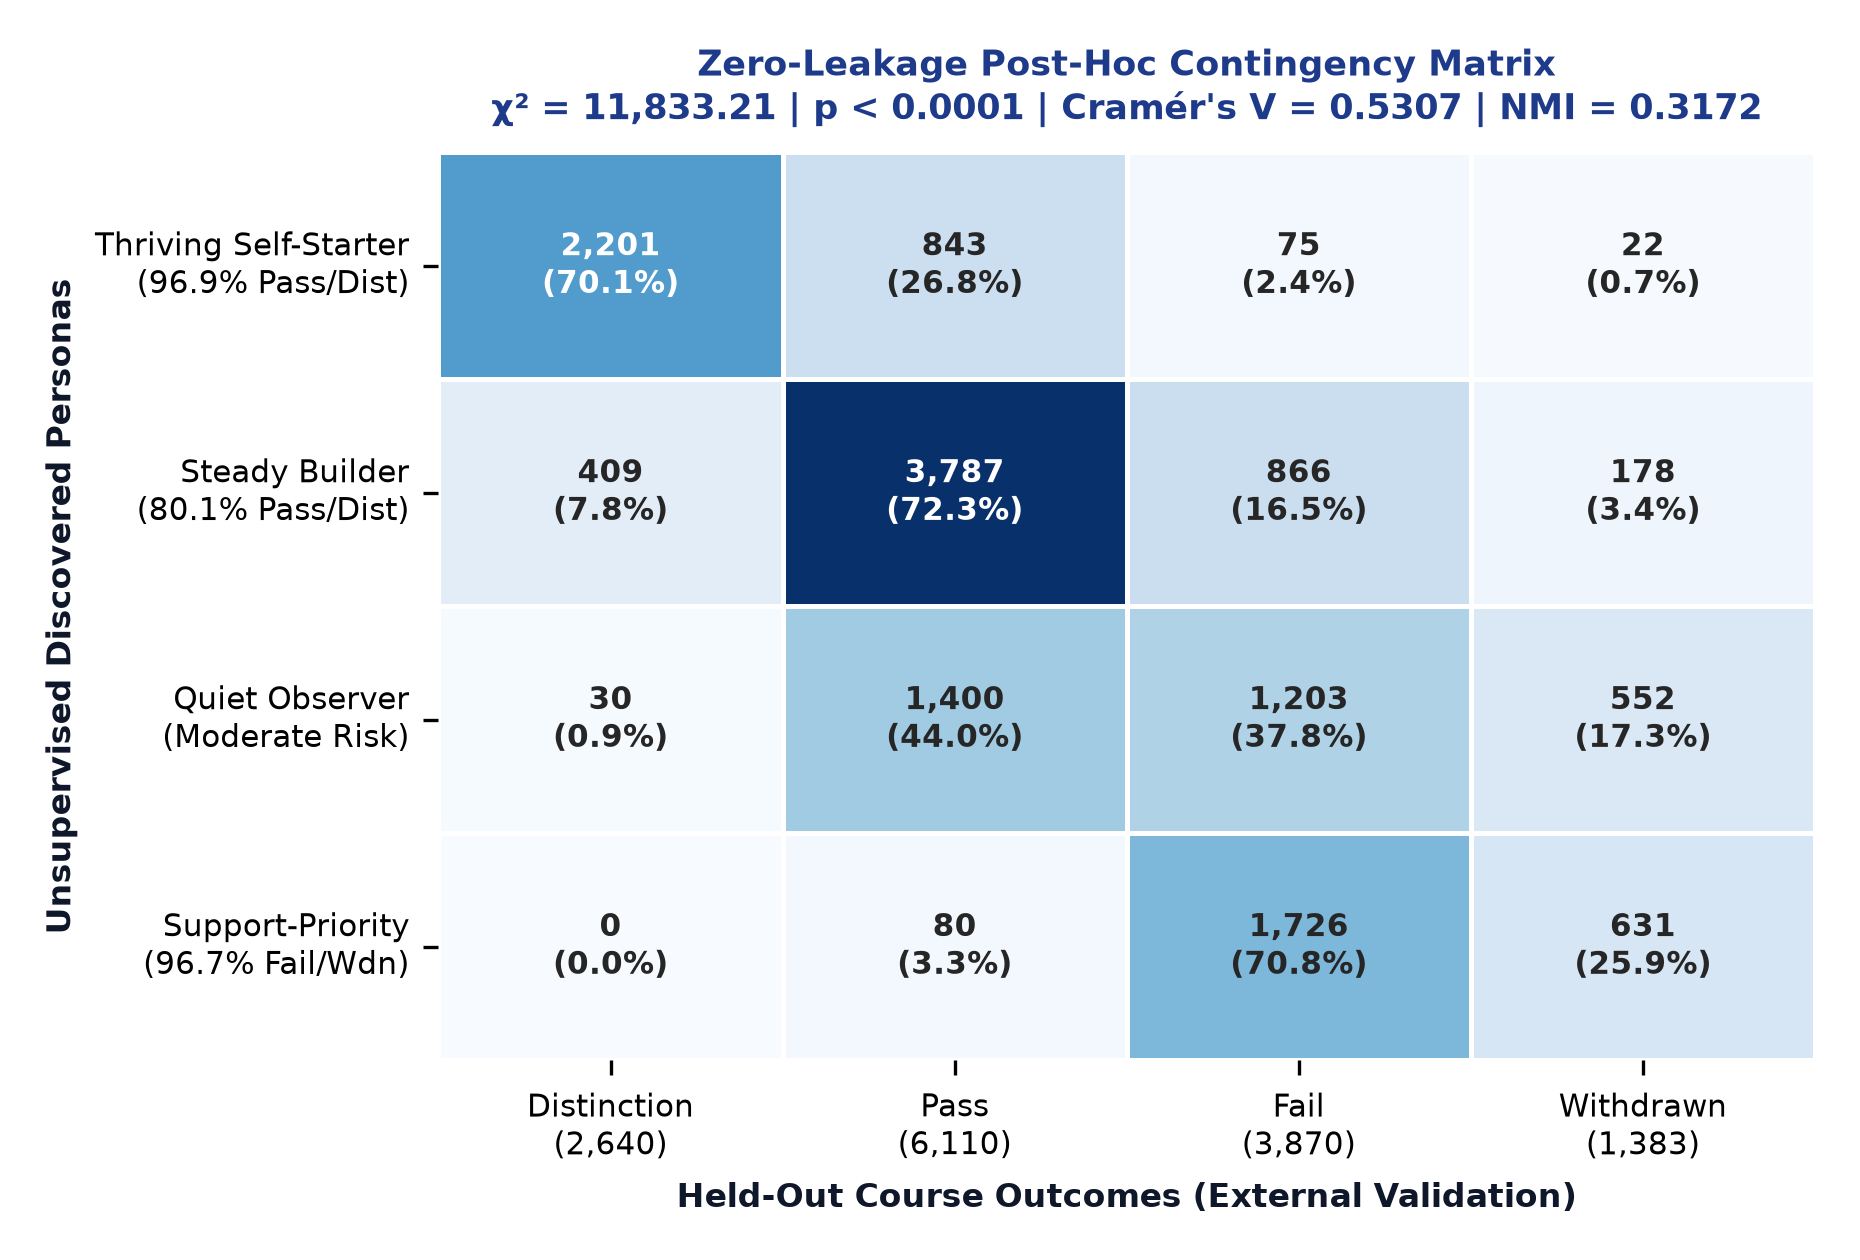 Zero-Leakage Post-Hoc Contingency Matrix
χ² = 11,833.21 | p < 0.0001 | Cramér's V = 0.5307 | NMI = 0.3172
Unsupervised Discovered Personas
Thriving Self-Starter
(96.9% Pass/Dist)
2,201
(70.1%)
843
(26.8%)
75
(2.4%)
22
(0.7%)
Steady Builder
(80.1% Pass/Dist)
409
(7.8%)
3,787
(72.3%)
866
(16.5%)
178
(3.4%)
Quiet Observer
(Moderate Risk)
30
(0.9%)
1,400
(44.0%)
1,203
(37.8%)
552
(17.3%)
Support-Priority
(96.7% Fail/Wdn)
0
(0.0%)
80
(3.3%)
1,726
(70.8%)
631
(25.9%)
Distinction
(2,640)
Pass
(6,110)
Fail
(3,870)
Withdrawn
(1,383)
Held-Out Course Outcomes (External Validation)